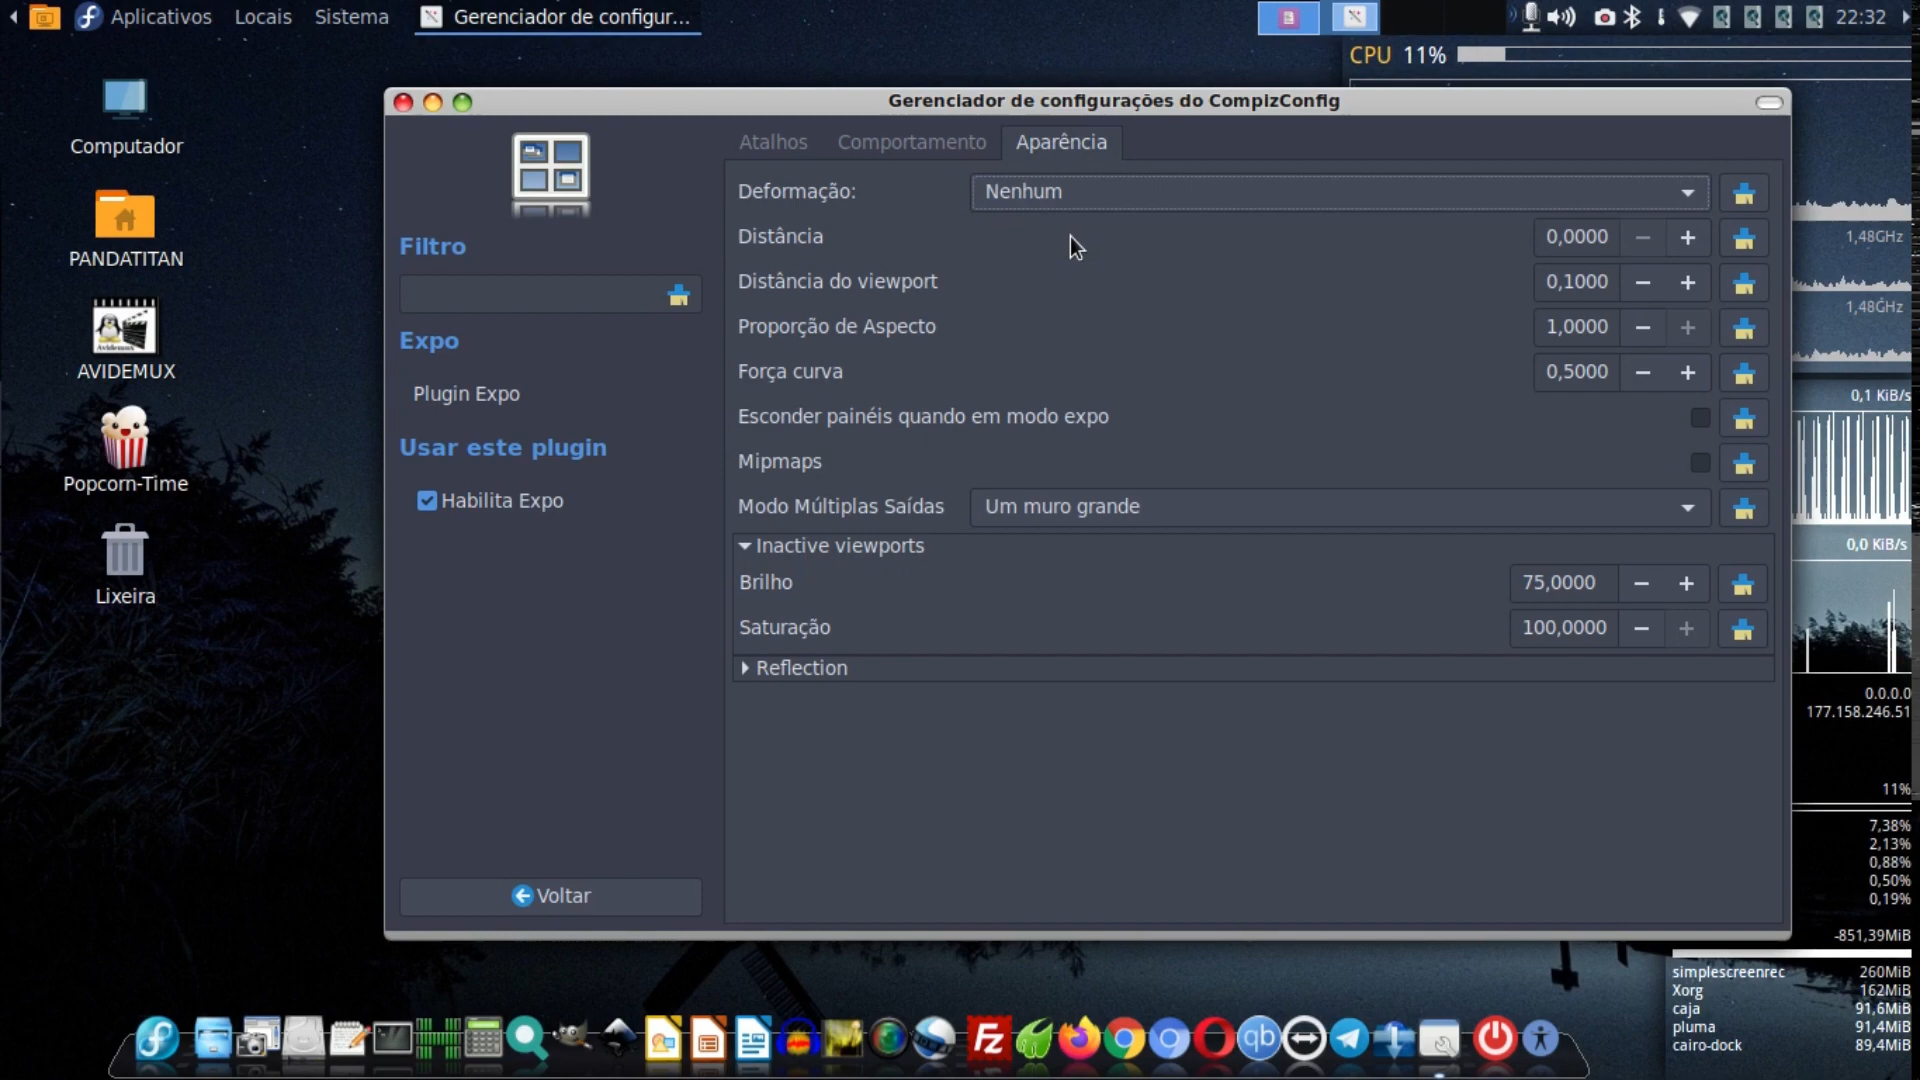 Aplicativos
Locais
Sistema
Gerenciador de configur...
22:32
CPU 11%
Computador
PANDATITAN
Avidemux
AVIDEMUX
Popcorn-Time
Lixeira
Gerenciador de configurações do CompizConfig
Filtro
Expo
Plugin Expo
Usar este plugin
Habilita Expo
Voltar
Atalhos
Comportamento
Aparência
Deformação:
Nenhum
Distância
0,0000
Distância do viewport
0,1000
Proporção de Aspecto
1,0000
Força curva
0,5000
Esconder painéis quando em modo expo
Mipmaps
Modo Múltiplas Saídas
Um muro grande
Inactive viewports
Brilho
75,0000
Saturação
100,0000
Reflection
1,48GHz
1,48GHz
0,1 KiB/s
0,0 KiB/s
0.0.0.0
177.158.246.51
11%
7,38%
2,13%
0,88%
0,50%
0,19%
-851,39MiB
simplescreenrec 260MiB
Xorg 162MiB
caja 91,6MiB
pluma 91,4MiB
cairo-dock 89,4MiB
FZ
qb